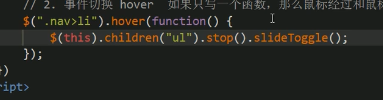 // 2. 事件切换 hover 如果只写一个函数，那么鼠标经过和鼠标
$(".nav>li").hover(function() {
$(this).children("ul").stop().slideToggle();
});
})
ript>